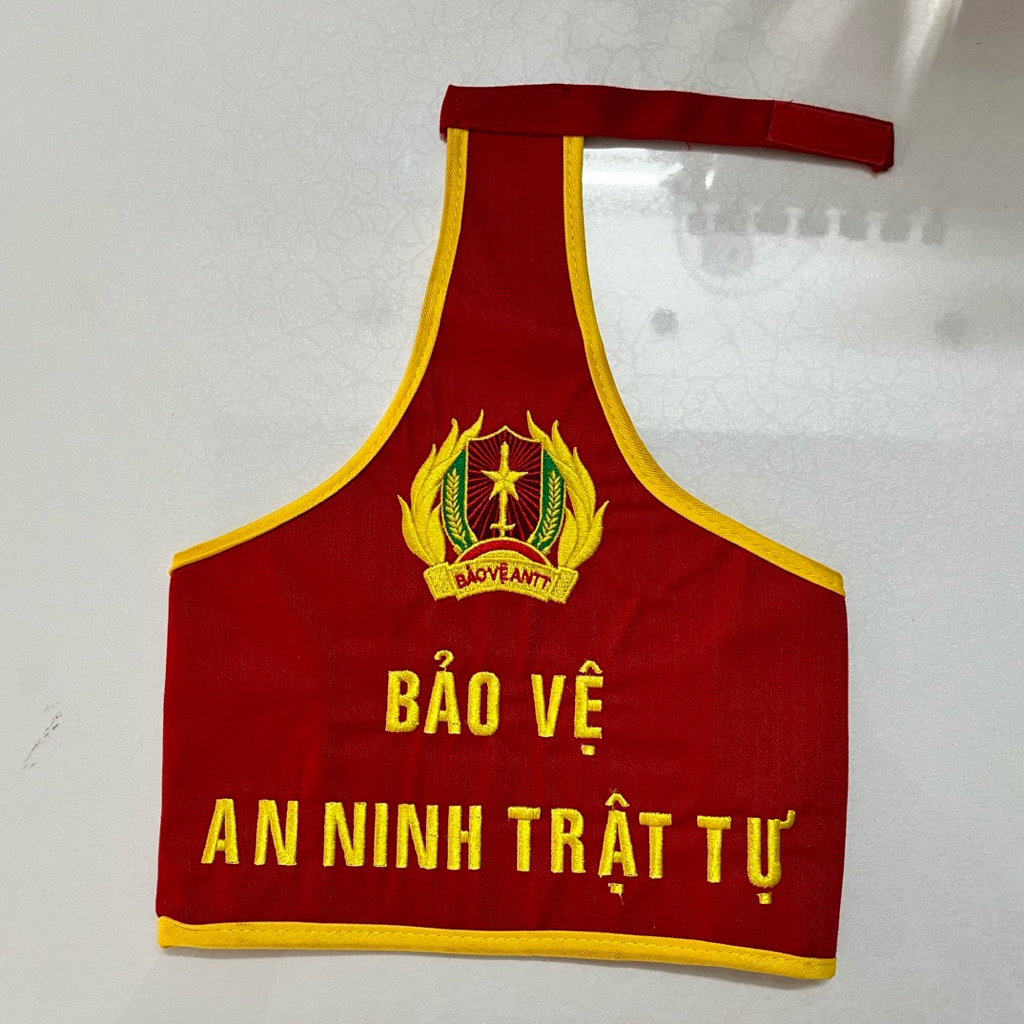 BẢO VỆ ANTT
BẢO VỆ
AN NINH TRẬT TỰ